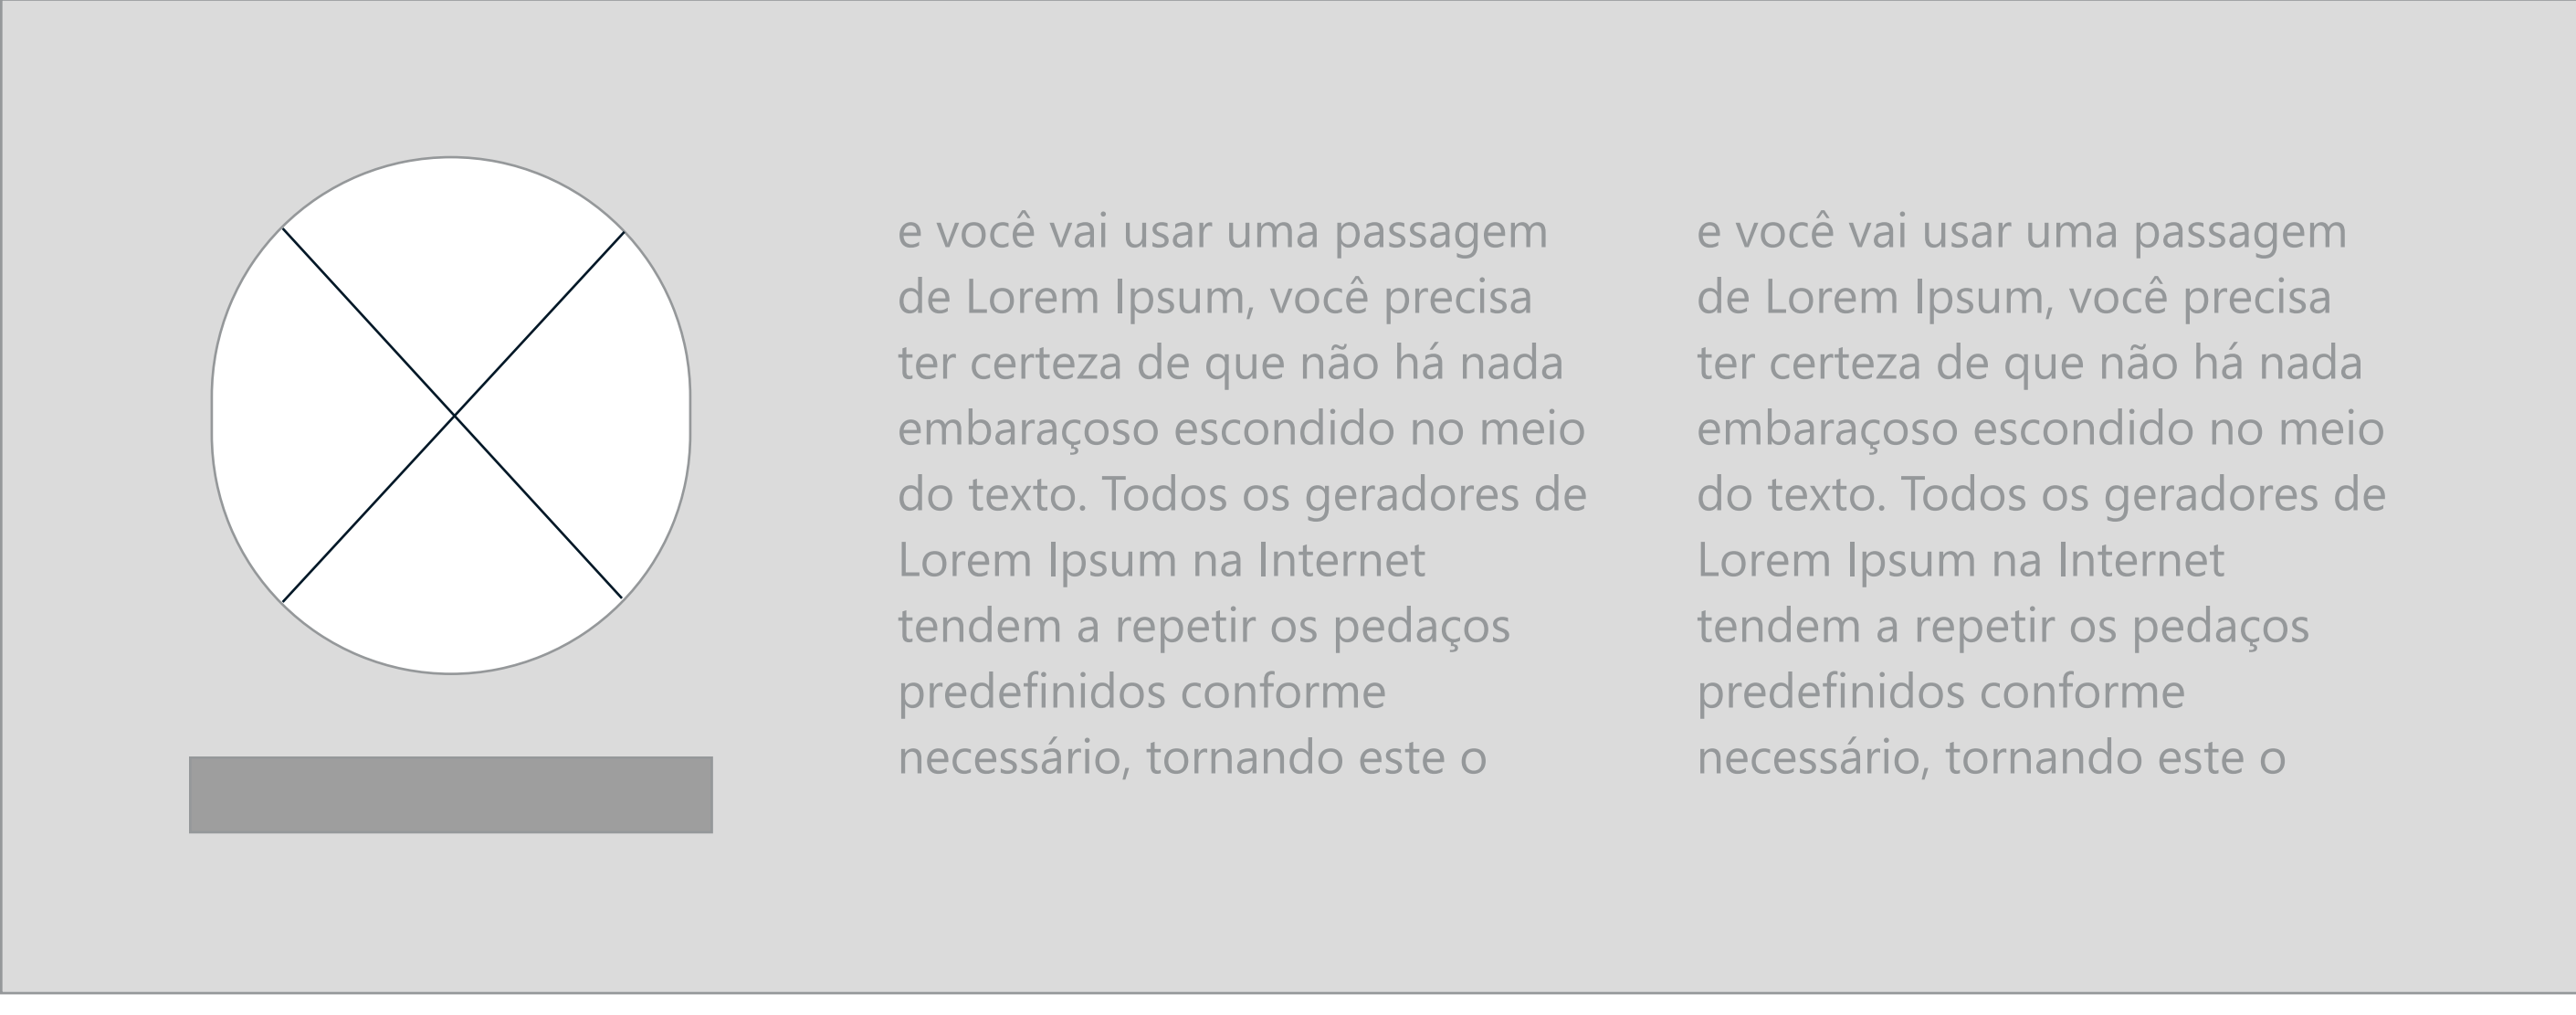 e você vai usar uma passagem
de Lorem Ipsum, você precisa
ter certeza de que não há nada
embaraçoso escondido no meio
do texto. Todos os geradores de
Lorem Ipsum na Internet
tendem a repetir os pedaços
predefinidos conforme
necessário, tornando este o
e você vai usar uma passagem
de Lorem Ipsum, você precisa
ter certeza de que não há nada
embaraçoso escondido no meio
do texto. Todos os geradores de
Lorem Ipsum na Internet
tendem a repetir os pedaços
predefinidos conforme
necessário, tornando este o